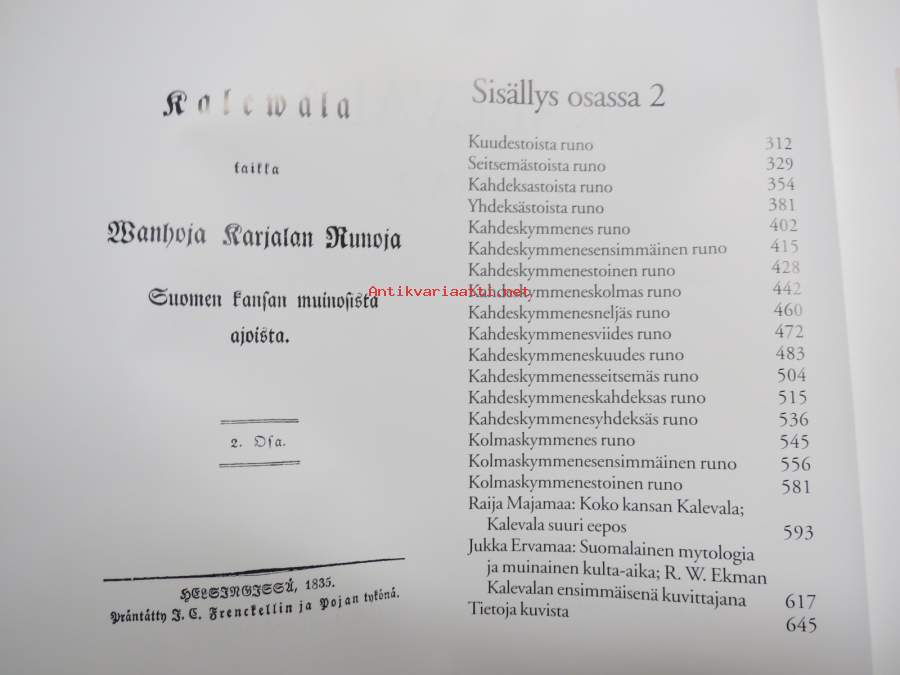 Kalewala
taikka
Wanhoja Karjalan Runoja
Suomen kansan muinosista
ajoista.
2. Osa.
HELSINGISSÄ, 1835.
Präntätty J. C. Frenckellin ja Pojan tykönä.
Sisällys osassa 2
Kuudestoista runo 312
Seitsemästoista runo 329
Kahdeksastoista runo 354
Yhdeksästoista runo 381
Kahdeskymmenes runo 402
Kahdeskymmenesensimmäinen runo 415
Kahdeskymmenestoinen runo 428
Kahdeskymmeneskolmas runo 442
Kahdeskymmenesneljäs runo 460
Kahdeskymmenesviides runo 472
Kahdeskymmeneskuudes runo 483
Kahdeskymmenesseitsemäs runo 504
Kahdeskymmeneskahdeksas runo 515
Kahdeskymmenesyhdeksäs runo 536
Kolmaskymmenes runo 545
Kolmaskymmenesensimmäinen runo 556
Kolmaskymmenestoinen runo 581
Raija Majamaa: Koko kansan Kalevala;
Kalevala suuri eepos 593
Jukka Ervamaa: Suomalainen mytologia
ja muinainen kulta-aika; R. W. Ekman
Kalevalan ensimmäisenä kuvittajana 617
Tietoja kuvista 645
Antikvariaatti.net